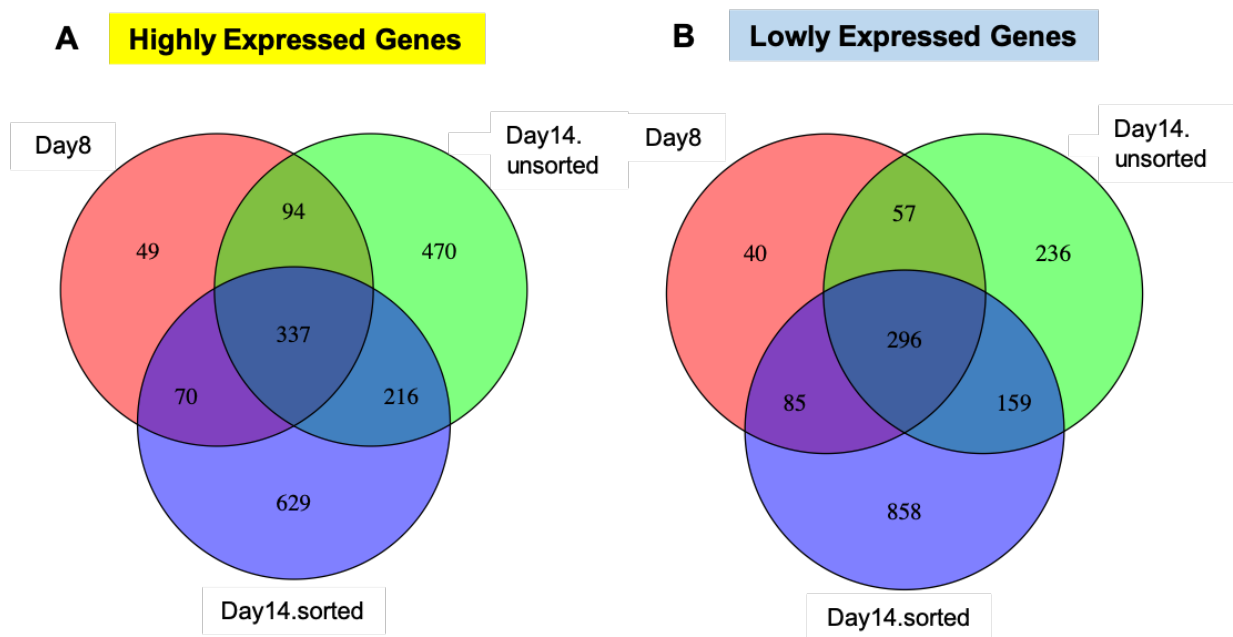 A Highly Expressed Genes
Day8
Day14.
unsorted
94
49
470
337
70
216
629
Day14.sorted
B Lowly Expressed Genes
Day8
Day14.
unsorted
57
40
236
296
85
159
858
Day14.sorted